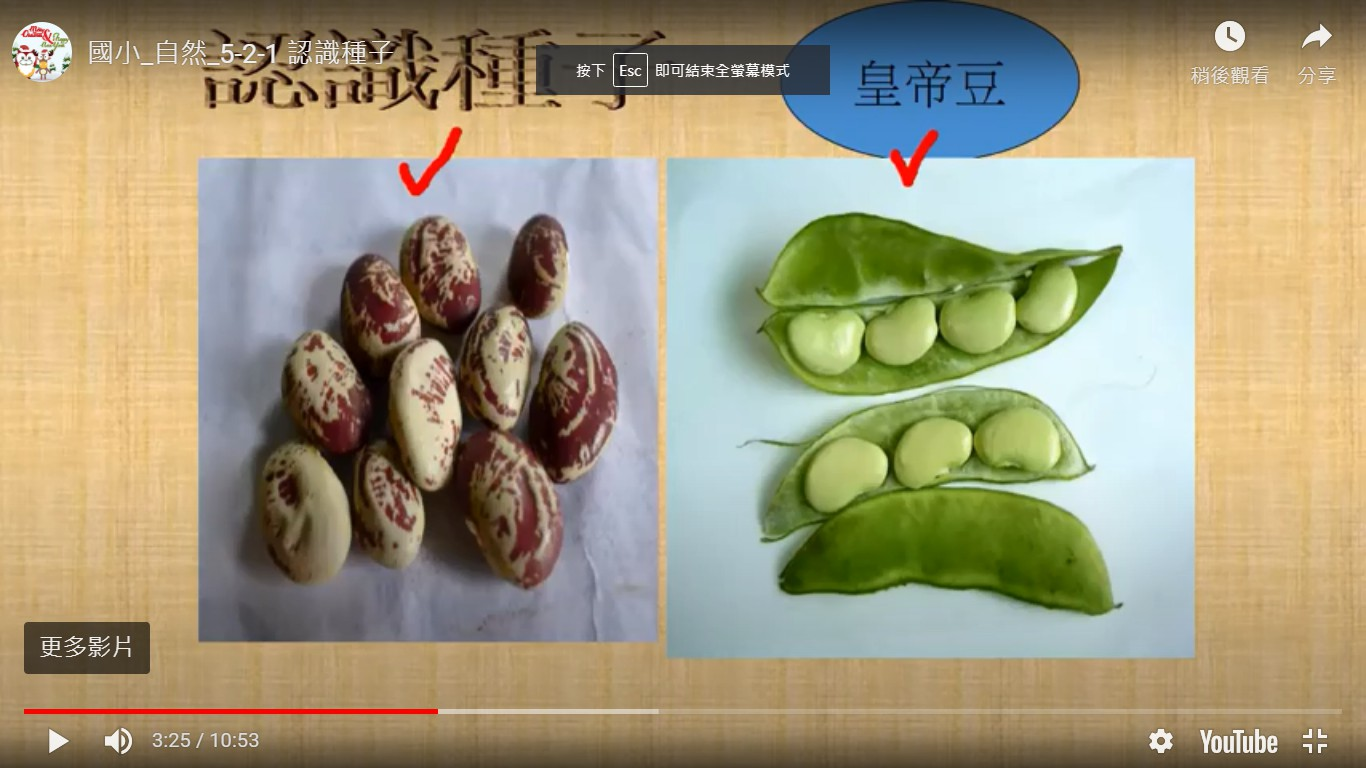 國小_自然_5-2-1 認識種子
認識種子
按下 Esc 即可結束全螢幕模式
皇帝豆
稍後觀看
分享
更多影片
3:25 / 10:53
YouTube